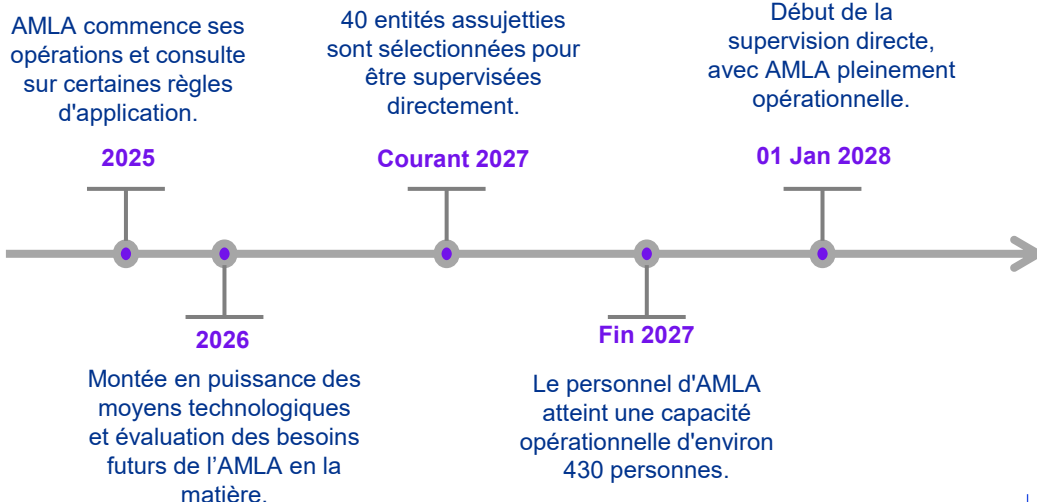 AMLA commence ses
opérations et consulte
sur certaines règles
d'application.
2025
40 entités assujetties
sont sélectionnées pour
être supervisées
directement.
Courant 2027
Début de la
supervision directe,
avec AMLA pleinement
opérationnelle.
01 Jan 2028
2026
Montée en puissance des
moyens technologiques
et évaluation des besoins
futurs de l’AMLA en la
matière.
Fin 2027
Le personnel d'AMLA
atteint une capacité
opérationnelle d'environ
430 personnes.